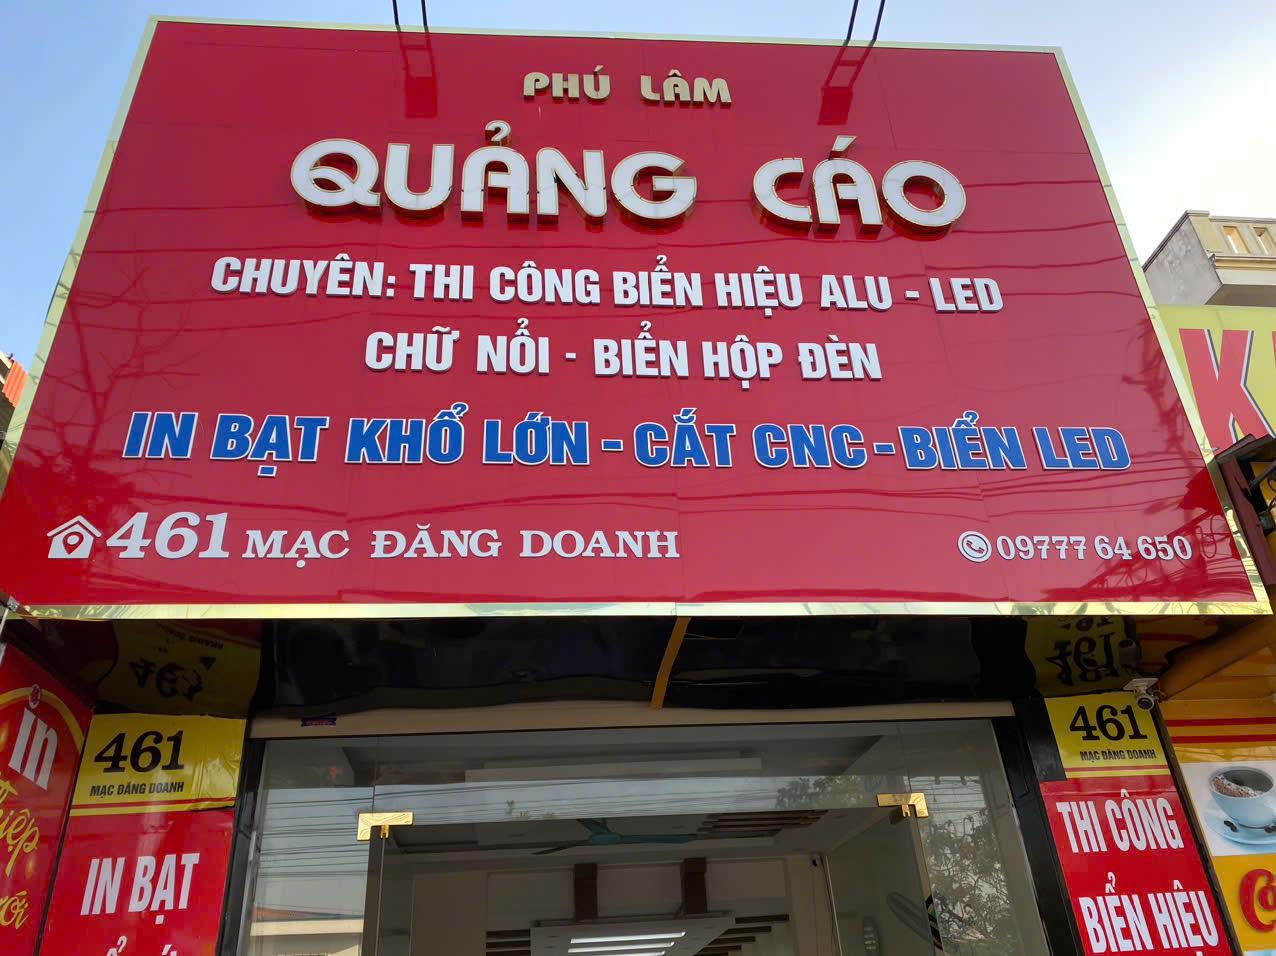 PHÚ LÂM
QUẢNG CÁO
CHUYÊN: THI CÔNG BIỂN HIỆU ALU - LED
CHỮ NỔI - BIỂN HỘP ĐÈN
IN BẠT KHỔ LỚN - CẮT CNC - BIỂN LED
461 MẠC ĐĂNG DOANH
09777 64 650
461
MẠC ĐĂNG DOANH
IN BẠT
in
461
MẠC ĐĂNG DOANH
THI CÔNG
BIỂN HIỆU